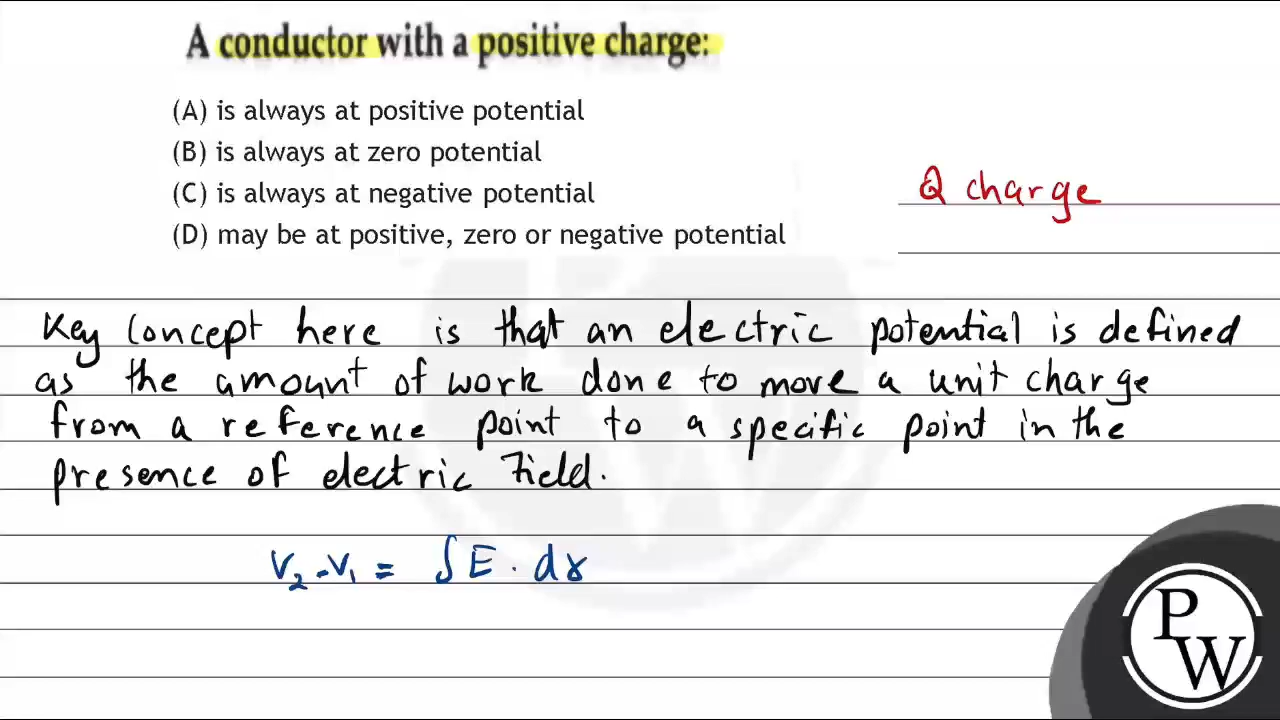 A conductor with a positive charge:
(A) is always at positive potential
(B) is always at zero potential
(C) is always at negative potential
(D) may be at positive, zero or negative potential
Q charge
Key concept here is that an electric potential is defined
as the amount of work done to move a unit charge
from a reference point to a specific point in the
presence of electric Field.
V₂-V₁ = ∫E. dr
P
W